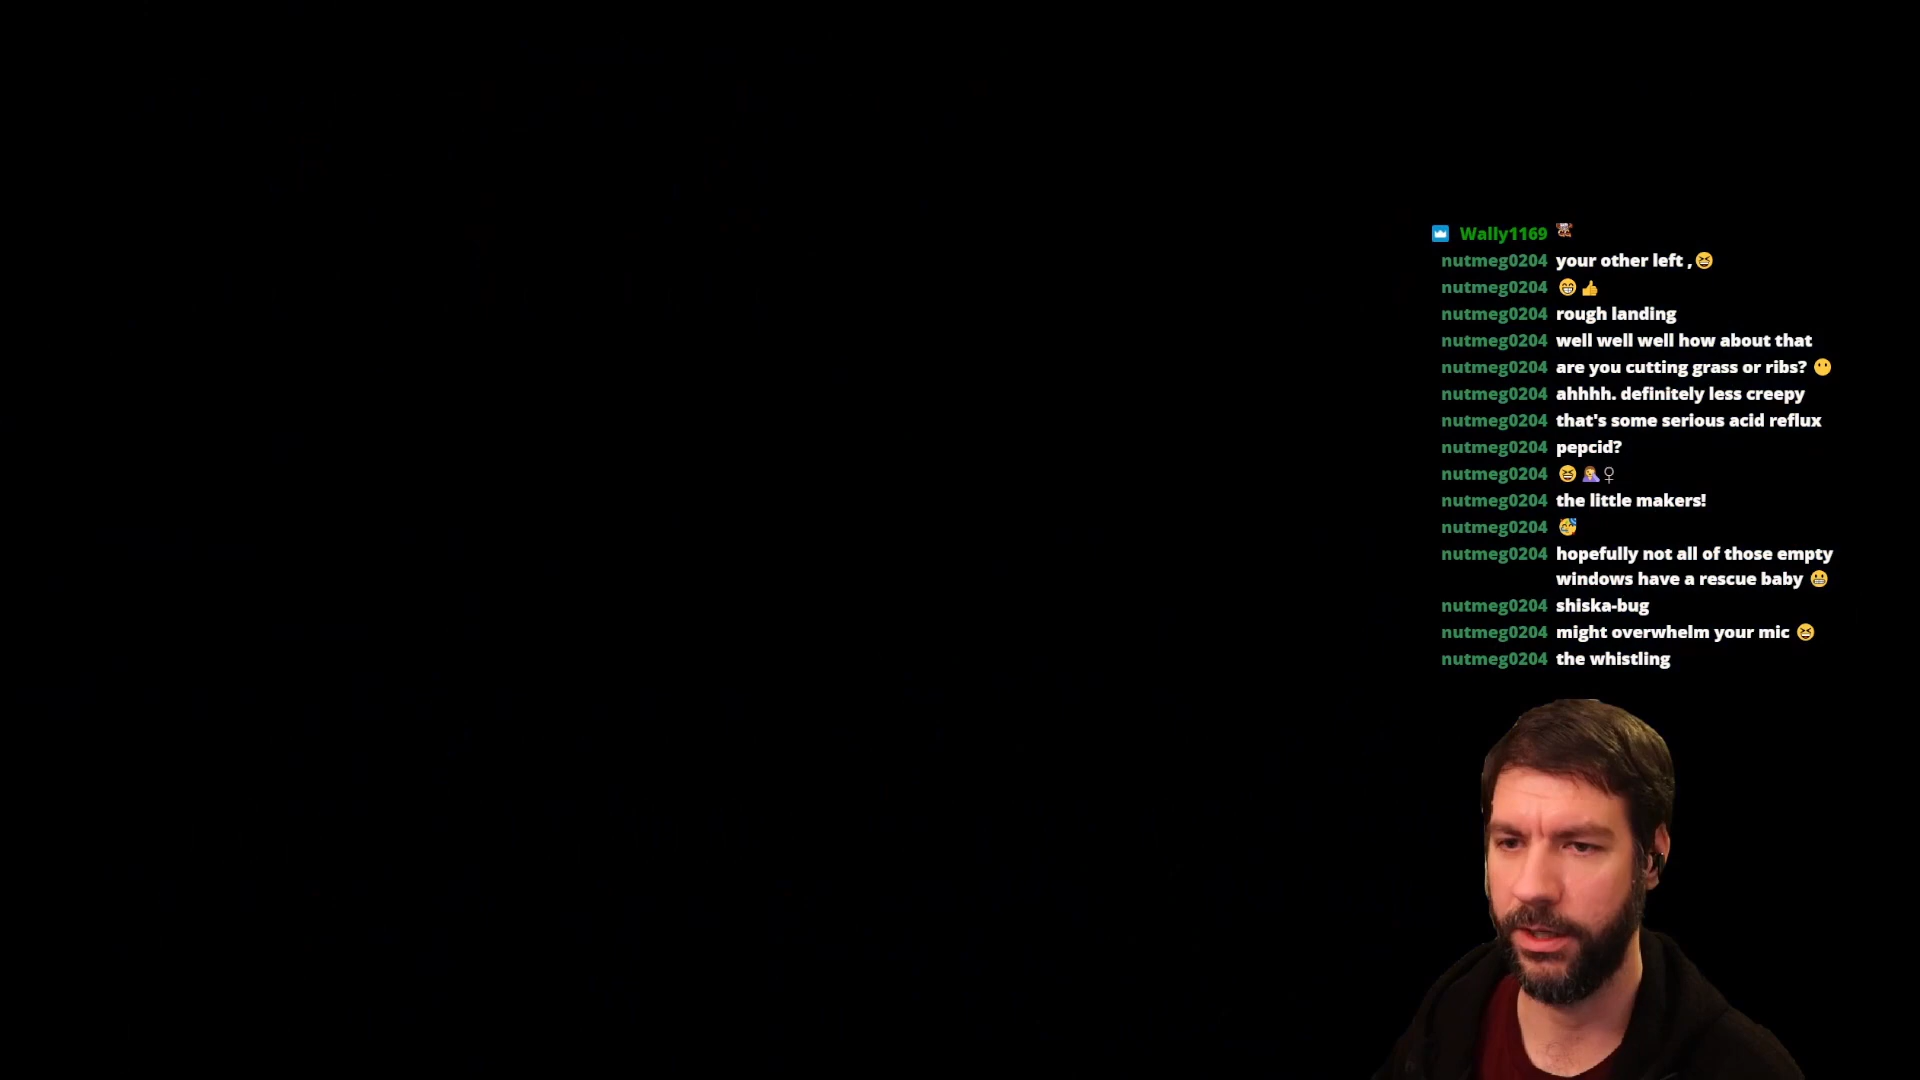 Wally1169
nutmeg0204 your other left ,😆
nutmeg0204 😁👍
nutmeg0204 rough landing
nutmeg0204 well well well how about that
nutmeg0204 are you cutting grass or ribs? 😶
nutmeg0204 ahhhh. definitely less creepy
nutmeg0204 that's some serious acid reflux
nutmeg0204 pepcid?
nutmeg0204 😆🤦♀
nutmeg0204 the little makers!
nutmeg0204 🥳
nutmeg0204 hopefully not all of those empty
windows have a rescue baby 😬
nutmeg0204 shiska-bug
nutmeg0204 might overwhelm your mic 😆
nutmeg0204 the whistling